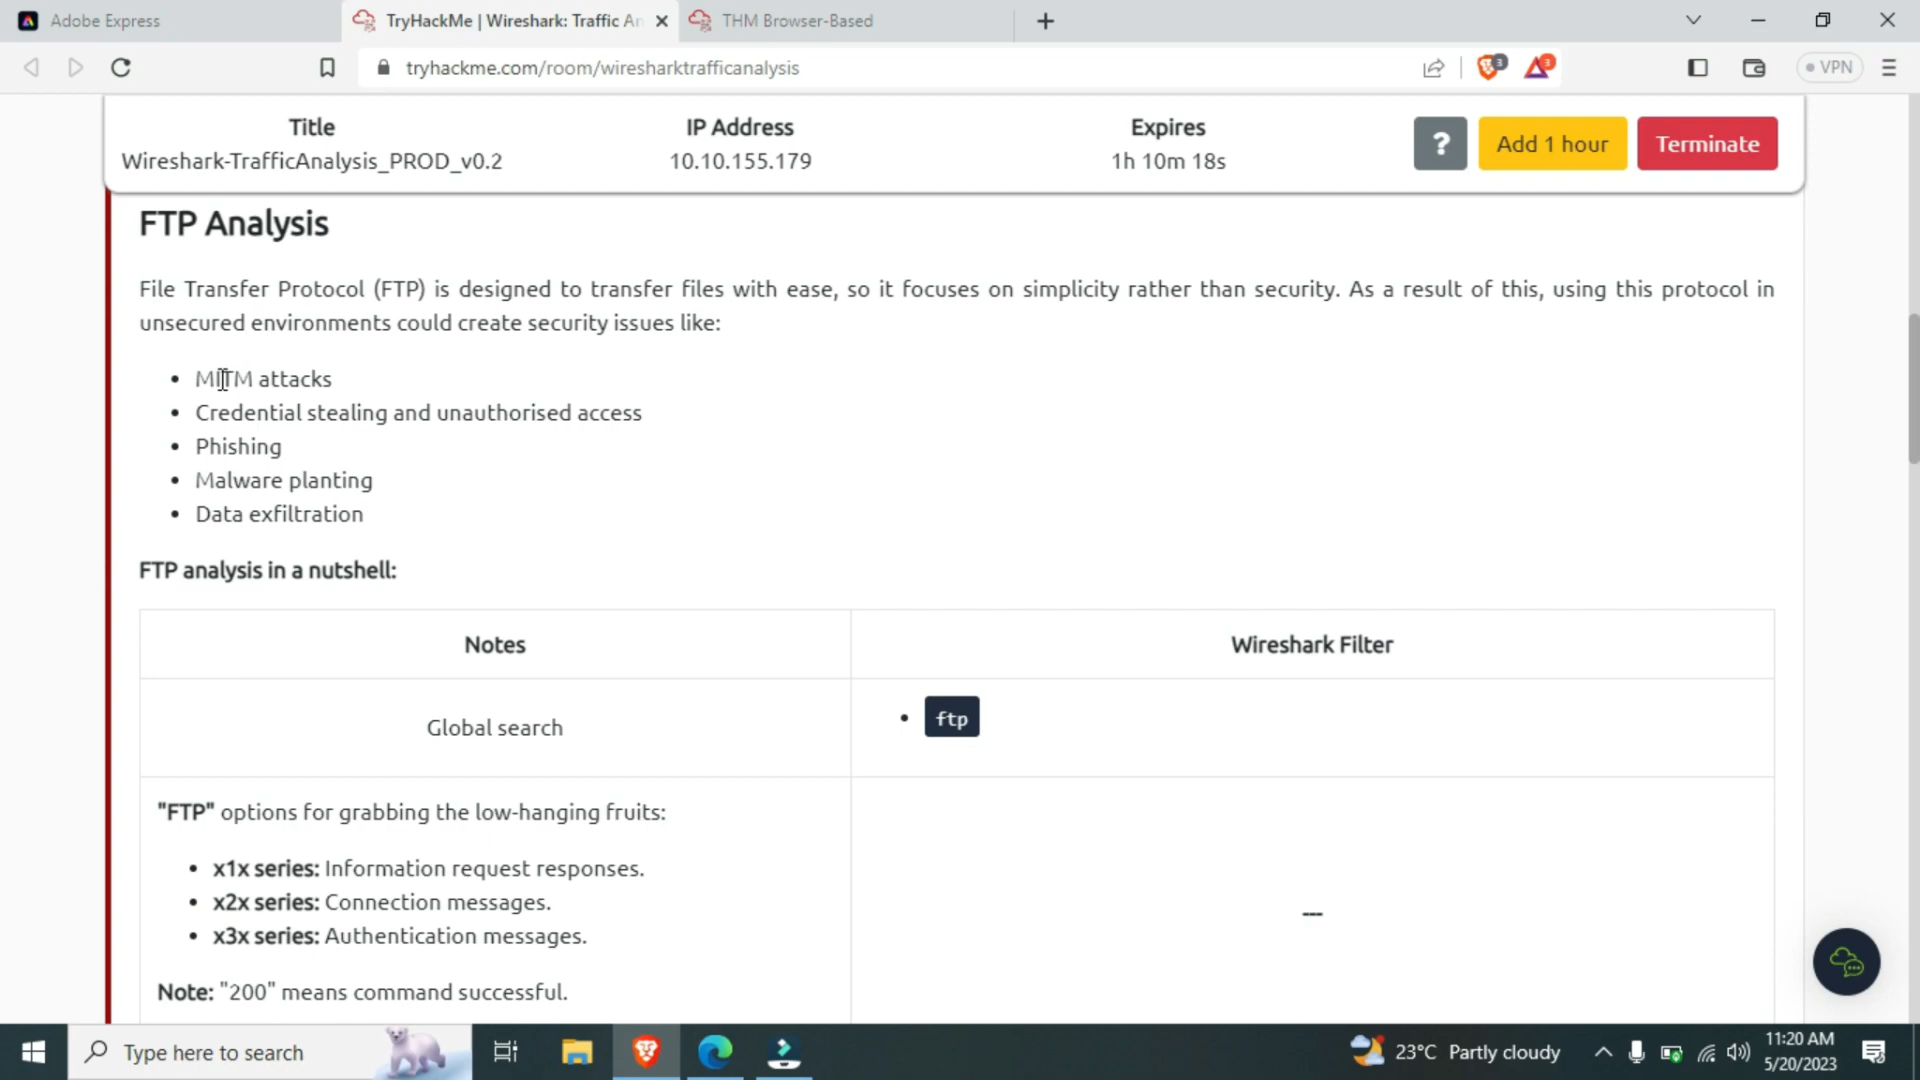 Adobe Express
TryHackMe | Wireshark: Traffic An
THM Browser-Based
tryhackme.com/room/wiresharktrafficanalysis
3
3
VPN
Title
IP Address
Expires
Wireshark-TrafficAnalysis_PROD_v0.2
10.10.155.179
1h 10m 18s
?
Add 1 hour
Terminate
FTP Analysis
File Transfer Protocol (FTP) is designed to transfer files with ease, so it focuses on simplicity rather than security. As a result of this, using this protocol in
unsecured environments could create security issues like:
• MITM attacks
• Credential stealing and unauthorised access
• Phishing
• Malware planting
• Data exfiltration
FTP analysis in a nutshell:
Notes
Wireshark Filter
Global search
• ftp
"FTP" options for grabbing the low-hanging fruits:
• x1x series: Information request responses.
• x2x series: Connection messages.
• x3x series: Authentication messages.
---
Note: "200" means command successful.
Type here to search
23°C Partly cloudy
11:20 AM
5/20/2023